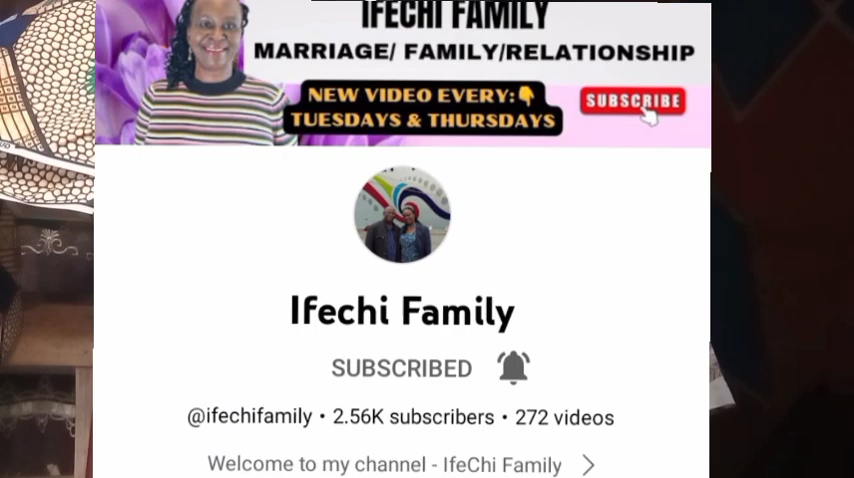 IFECHI FAMILY
MARRIAGE/ FAMILY/RELATIONSHIP
NEW VIDEO EVERY:👇
TUESDAYS & THURSDAYS
SUBSCRIBE
Ifechi Family
SUBSCRIBED
@ifechifamily • 2.56K subscribers • 272 videos
Welcome to my channel - IfeChi Family